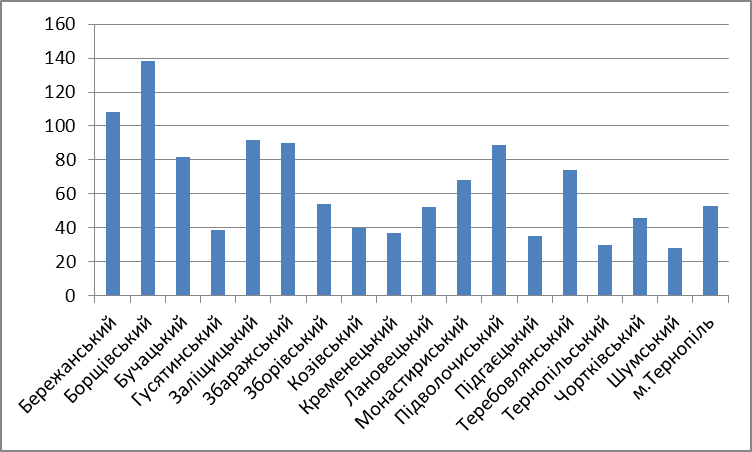 160
140
120
100
80
60
40
20
0
Бережанський
Борщівський
Бучацький
Гусятинський
Заліщицький
Збаражський
Зборівський
Козівський
Кременецький
Лановецький
Монастириський
Підволочиський
Підгаєцький
Теребовлянський
Тернопільський
Чортківський
Шумський
м.Тернопіль